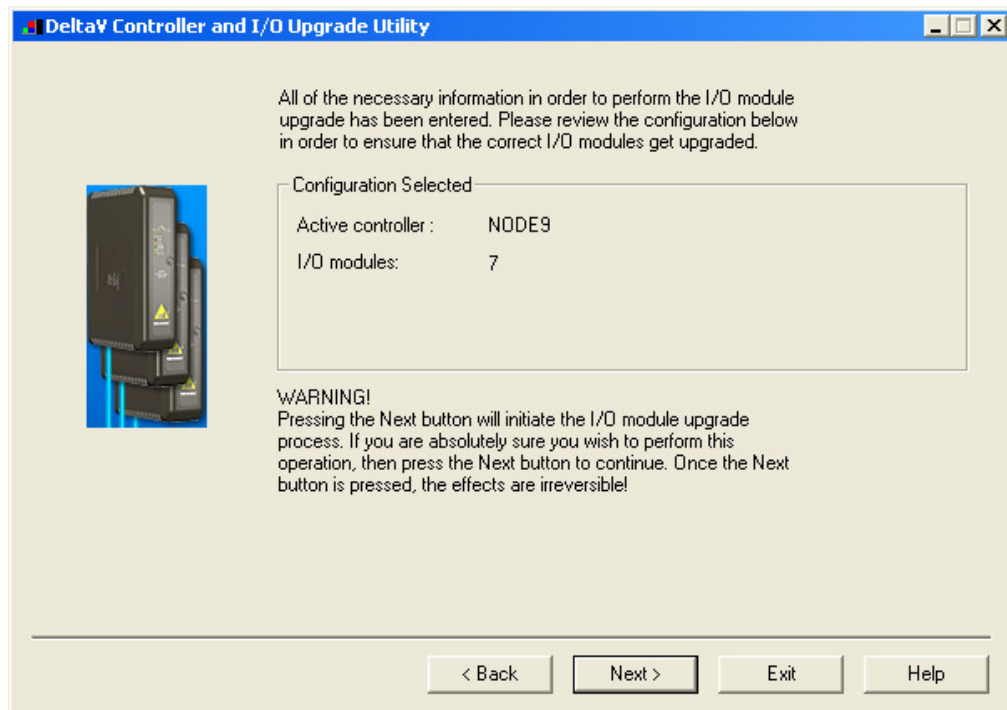 DeltaV Controller and I/O Upgrade Utility
All of the necessary information in order to perform the I/O module
upgrade has been entered. Please review the configuration below
in order to ensure that the correct I/O modules get upgraded.
Configuration Selected
Active controller : NODE9
I/O modules: 7
WARNING!
Pressing the Next button will initiate the I/O module upgrade
process. If you are absolutely sure you wish to perform this
operation, then press the Next button to continue. Once the Next
button is pressed, the effects are irreversible!
< Back Next > Exit Help